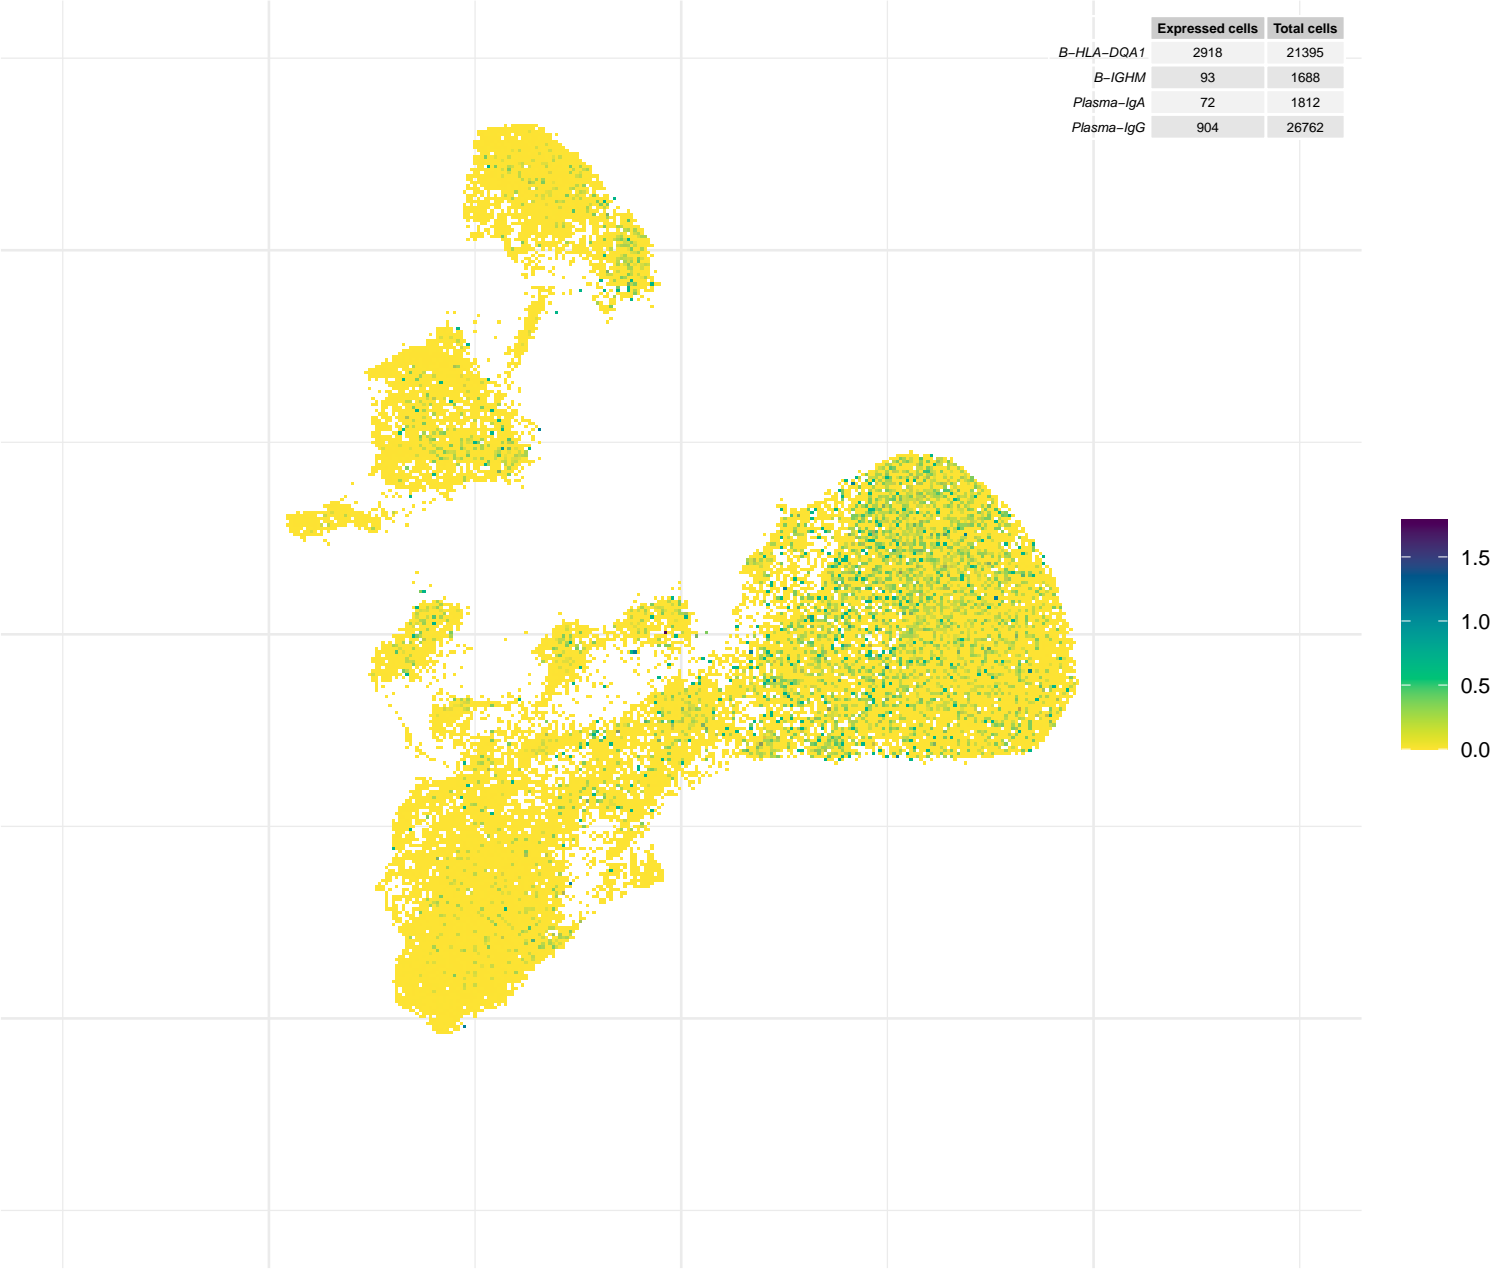 Expressed cells Total cells
B−HLA−DQA1 2918 21395
B−IGHM 93 1688
Plasma−IgA 72 1812
Plasma−IgG 904 26762
1.5
1.0
0.5
0.0